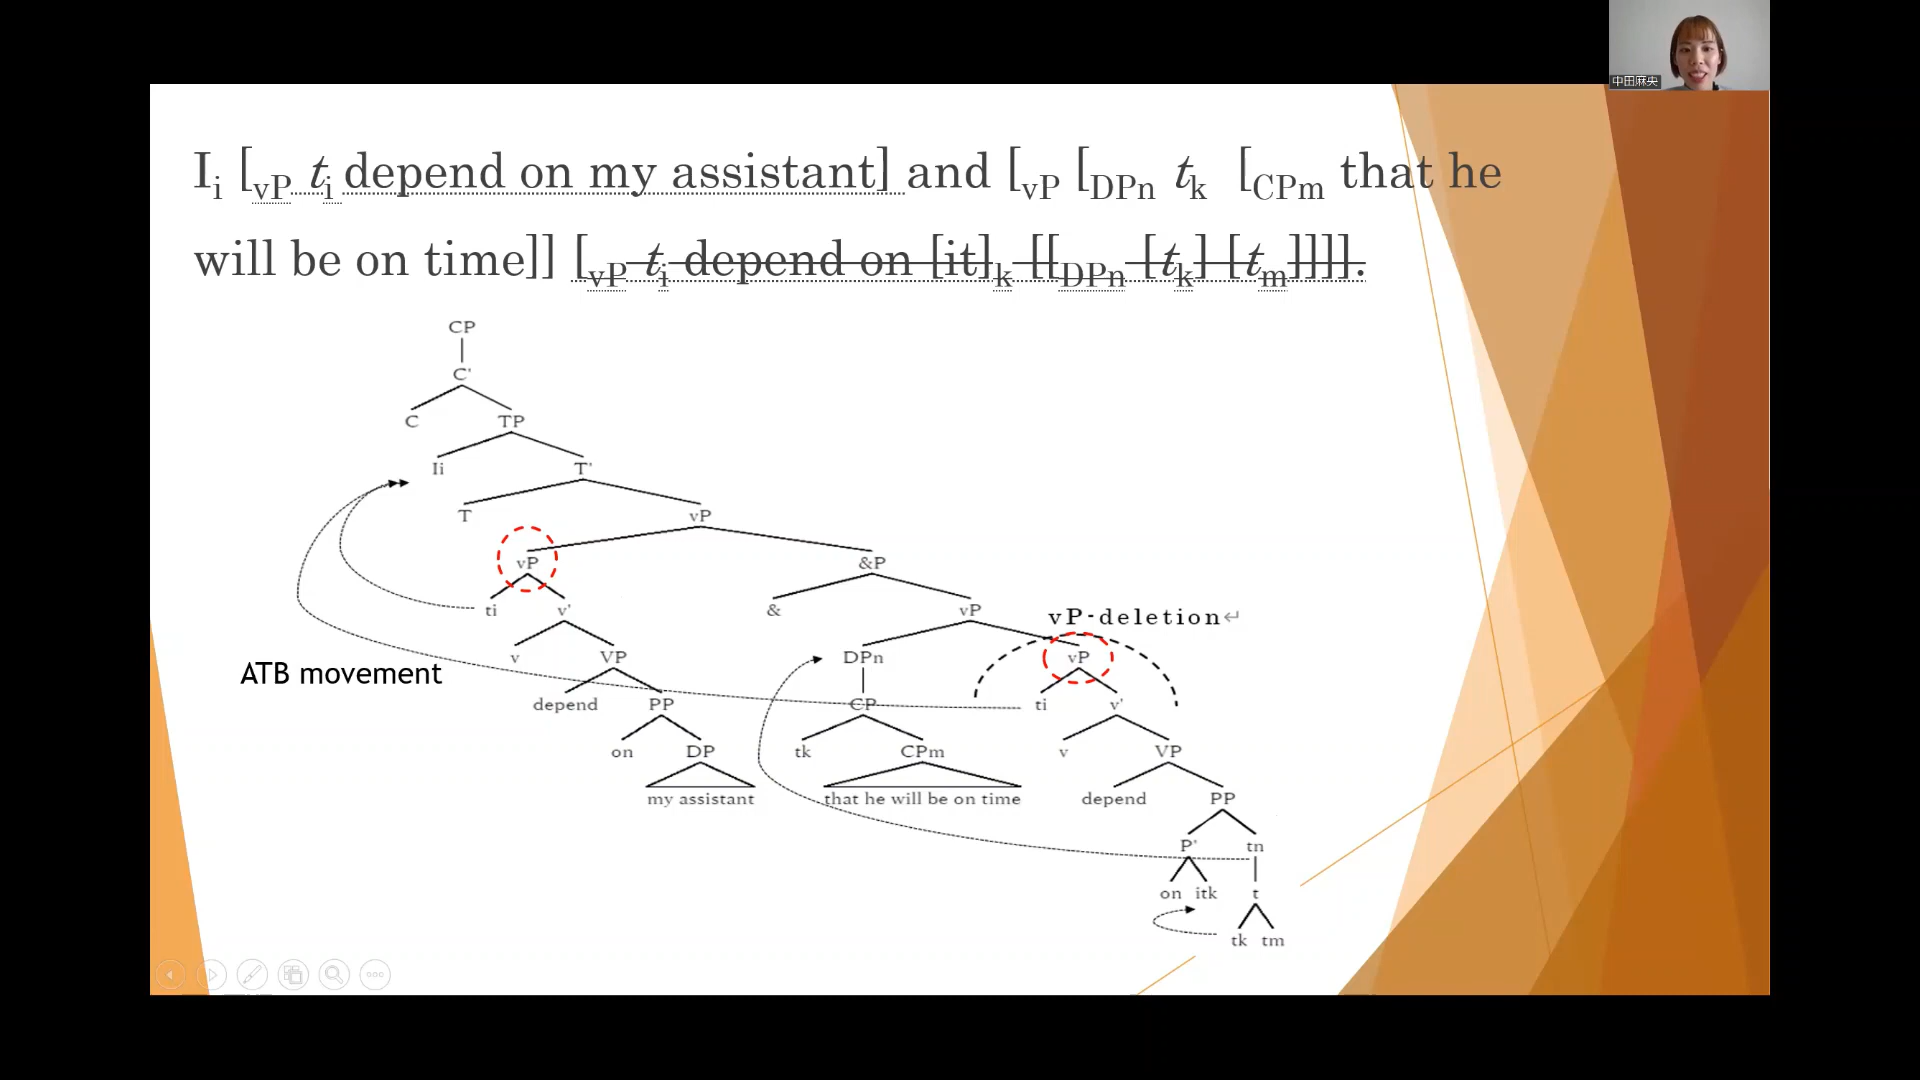 中田麻央
Ii [vP ti depend on my assistant] and [vP [DPn tk [CPm that he
will be on time]] [vP ti depend on [it]k [[DPn [tk] [tm]]]].
CP
C'
C TP
Ii T'
T vP
vP &P
ti v' & vP vP-deletion↵
v VP DPn vP
ATB movement
depend PP CP ti v'
on DP tk CPm v VP
my assistant that he will be on time depend PP
P' tn
on itk t
tk tm